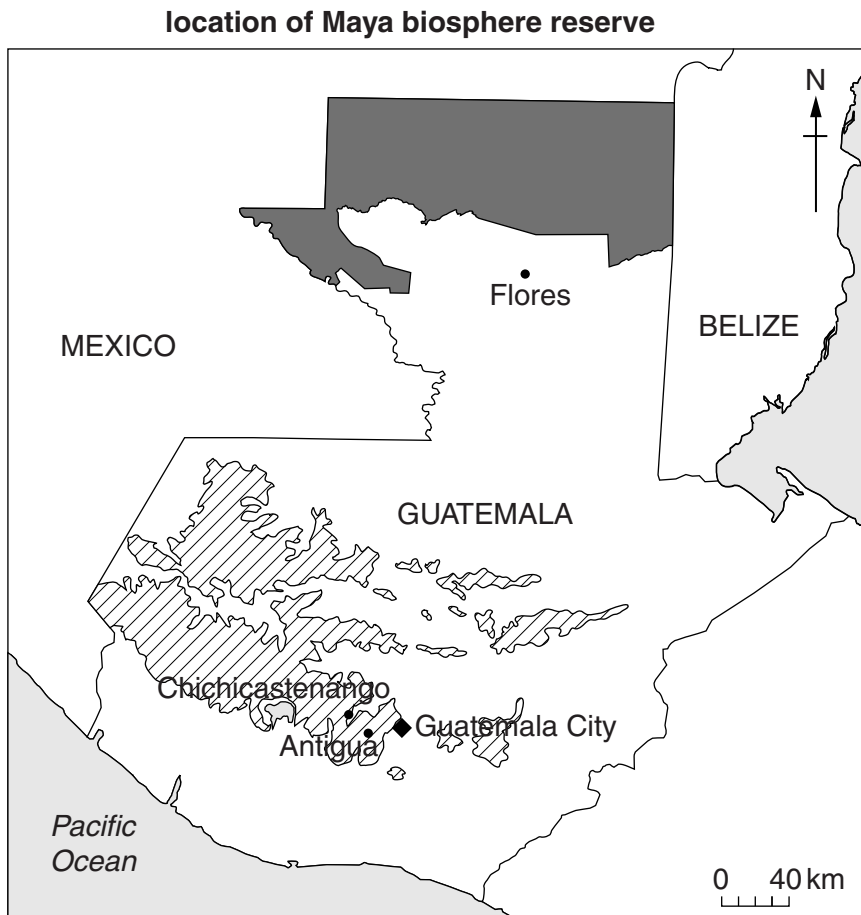 location of Maya biosphere reserve
N
Flores
BELIZE
MEXICO
GUATEMALA
Chichicastenango
Guatemala City
Antigua
Pacific
Ocean
0 40 km